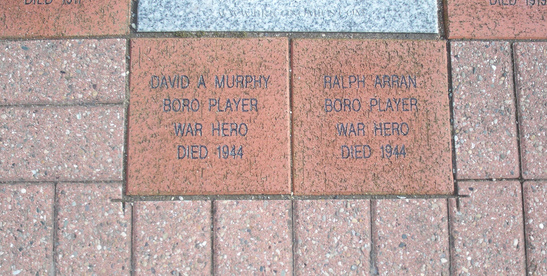 DAVID A MURPHY
BORO PLAYER
WAR HERO
DIED 1944
RALPH ARRAN
BORO PLAYER
WAR HERO
DIED 1944